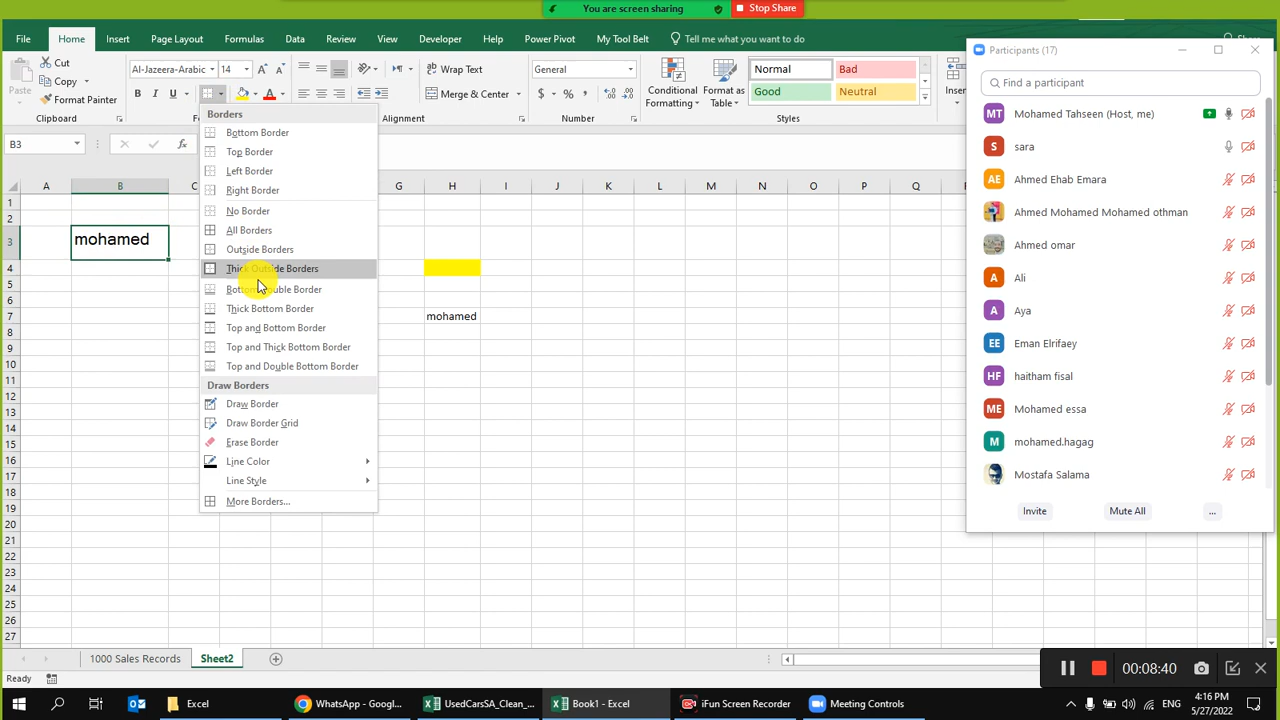 You are screen sharing
Stop Share
File Home Insert Page Layout Formulas Data Review View Developer Help Power Pivot My Tool Belt Tell me what you want to do
Cut
Copy
Format Painter
Paste
Clipboard
Al-Jazeera-Arabic 14
B I U
Wrap Text
Merge & Center
Alignment
General
$ % ,
Number
Conditional Formatting
Format as Table
Normal Bad
Good Neutral
Styles
B3
fx
A B C G H I J K L M N O P Q
1
2
3 mohamed
4
5
6
7 mohamed
8
9
10
11
12
13
14
15
16
17
18
19
20
21
22
23
24
25
26
27
Borders
Bottom Border
Top Border
Left Border
Right Border
No Border
All Borders
Outside Borders
Thick Outside Borders
Bottom Double Border
Thick Bottom Border
Top and Bottom Border
Top and Thick Bottom Border
Top and Double Bottom Border
Draw Borders
Draw Border
Draw Border Grid
Erase Border
Line Color
Line Style
More Borders...
Participants (17)
Find a participant
MT Mohamed Tahseen (Host, me)
S sara
AE Ahmed Ehab Emara
Ahmed Mohamed Mohamed othman
Ahmed omar
A Ali
A Aya
EE Eman Elrifaey
HF haitham fisal
ME Mohamed essa
M mohamed.hagag
Mostafa Salama
Invite Mute All ...
1000 Sales Records Sheet2
Ready
00:08:40
Excel
WhatsApp - Googl...
UsedCarsSA_Clean_...
Book1 - Excel
iFun Screen Recorder
Meeting Controls
ENG
4:16 PM
5/27/2022